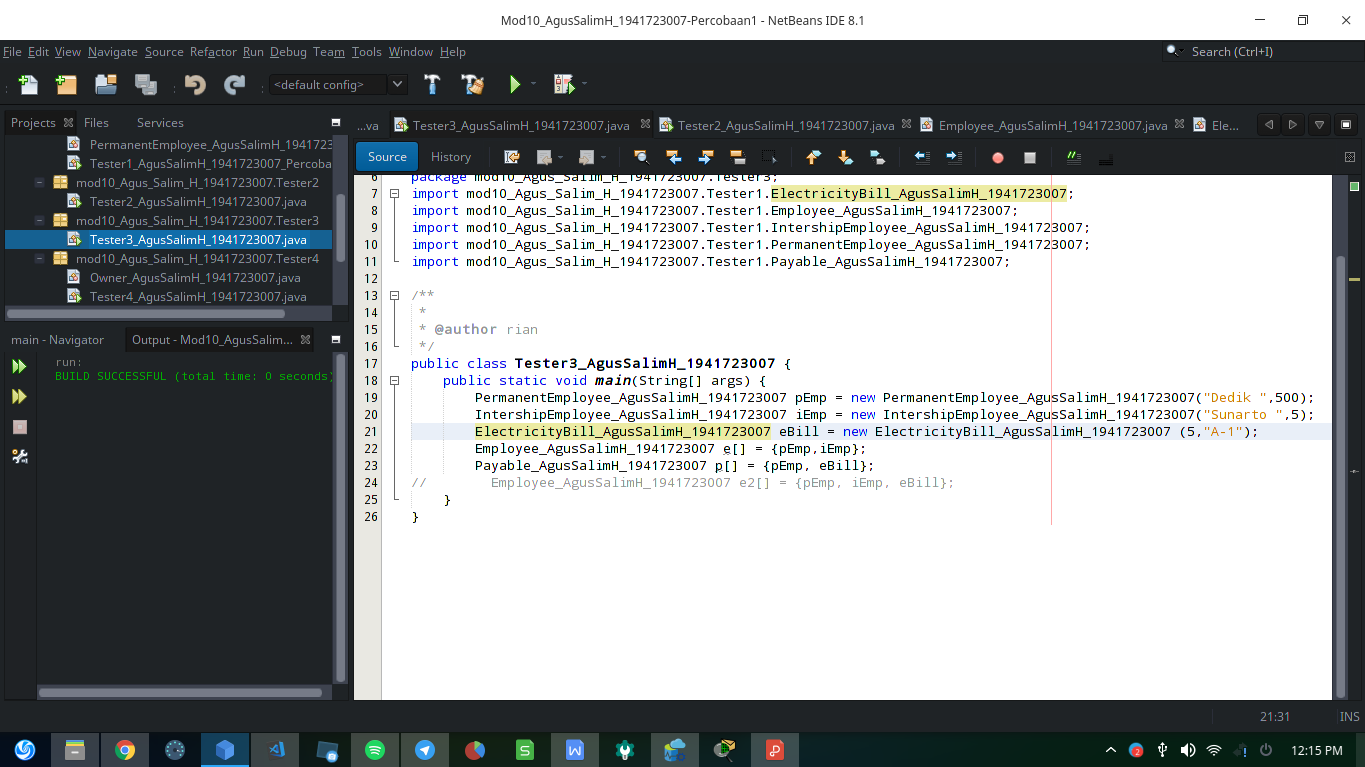 Mod10_AgusSalimH_1941723007-Percobaan1 - NetBeans IDE 8.1
File Edit View Navigate Source Refactor Run Debug Team Tools Window Help
Search (Ctrl+I)
<default config>
Projects Files Services
PermanentEmployee_AgusSalimH_194172
Tester1_AgusSalimH_1941723007_Percoba
mod10_Agus_Salim_H_1941723007.Tester2
Tester2_AgusSalimH_1941723007.java
mod10_Agus_Salim_H_1941723007.Tester3
Tester3_AgusSalimH_1941723007.java
mod10_Agus_Salim_H_1941723007.Tester4
Owner_AgusSalimH_1941723007.java
Tester4_AgusSalimH_1941723007.java
main - Navigator
Output - Mod10_AgusSalim...
run:
BUILD SUCCESSFUL (total time: 0 seconds)
...va Tester3_AgusSalimH_1941723007.java Tester2_AgusSalimH_1941723007.java Employee_AgusSalimH_1941723007.java Ele...
Source History
6 package mod10_Agus_Salim_H_1941723007.Tester3;
7 import mod10_Agus_Salim_H_1941723007.Tester1.ElectricityBill_AgusSalimH_1941723007;
8 import mod10_Agus_Salim_H_1941723007.Tester1.Employee_AgusSalimH_1941723007;
9 import mod10_Agus_Salim_H_1941723007.Tester1.IntershipEmployee_AgusSalimH_1941723007;
10 import mod10_Agus_Salim_H_1941723007.Tester1.PermanentEmployee_AgusSalimH_1941723007;
11 import mod10_Agus_Salim_H_1941723007.Tester1.Payable_AgusSalimH_1941723007;
12
13 /**
14 *
15 * @author rian
16 */
17 public class Tester3_AgusSalimH_1941723007 {
18 public static void main(String[] args) {
19 PermanentEmployee_AgusSalimH_1941723007 pEmp = new PermanentEmployee_AgusSalimH_1941723007("Dedik ",500);
20 IntershipEmployee_AgusSalimH_1941723007 iEmp = new IntershipEmployee_AgusSalimH_1941723007("Sunarto ",5);
21 ElectricityBill_AgusSalimH_1941723007 eBill = new ElectricityBill_AgusSalimH_1941723007 (5,"A-1");
22 Employee_AgusSalimH_1941723007 e[] = {pEmp,iEmp};
23 Payable_AgusSalimH_1941723007 p[] = {pEmp, eBill};
24 // Employee_AgusSalimH_1941723007 e2[] = {pEmp, iEmp, eBill};
25 }
26 }
21:31 INS
12:15 PM